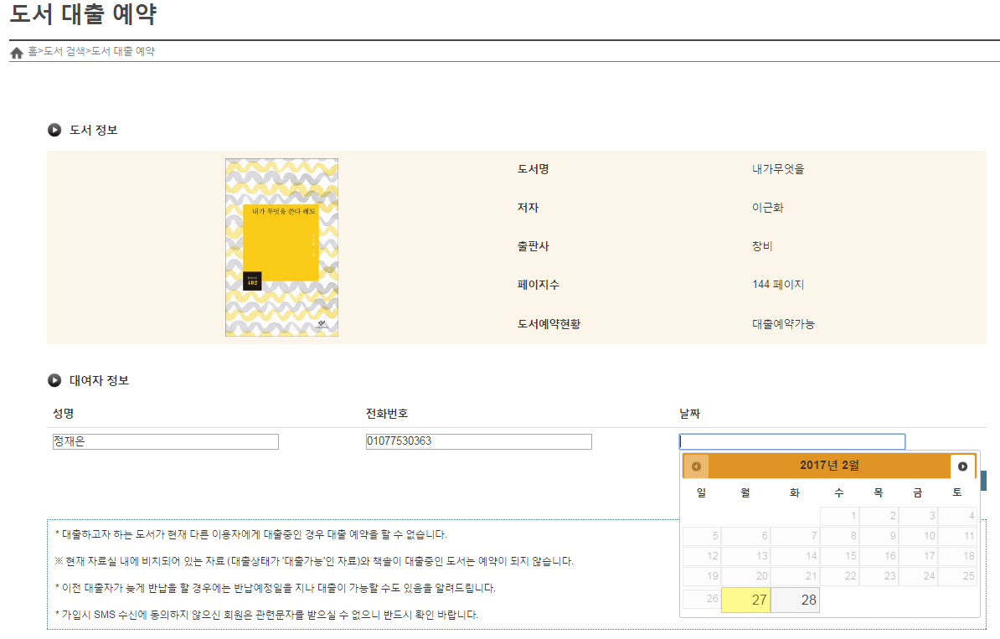 도서 대출 예약
홈>도서 검색>도서 대출 예약
도서 정보
내가 무엇을 쓴다 해도
402
도서명 내가무엇을
저자 이근화
출판사 창비
페이지수 144 페이지
도서예약현황 대출예약가능
대여자 정보
성명 전화번호 날짜
정재은 01077530363
2017년 2월
일 월 화 수 목 금 토
1 2 3 4
5 6 7 8 9 10 11
12 13 14 15 16 17 18
19 20 21 22 23 24 25
26 27 28
* 대출하고자 하는 도서가 현재 다른 이용자에게 대출중인 경우 대출 예약을 할 수 없습니다.
※ 현재 자료실 내에 비치되어 있는 자료 (대출상태가 '대출가능'인 자료)와 책솔이 대출중인 도서는 예약이 되지 않습니다.
* 이전 대출자가 늦게 반납을 할 경우에는 반납예정일을 지나 대출이 가능할 수도 있음을 알려드립니다.
* 가입시 SMS 수신에 동의하지 않으신 회원은 관련문자를 받으실 수 없으니 반드시 확인 바랍니다.